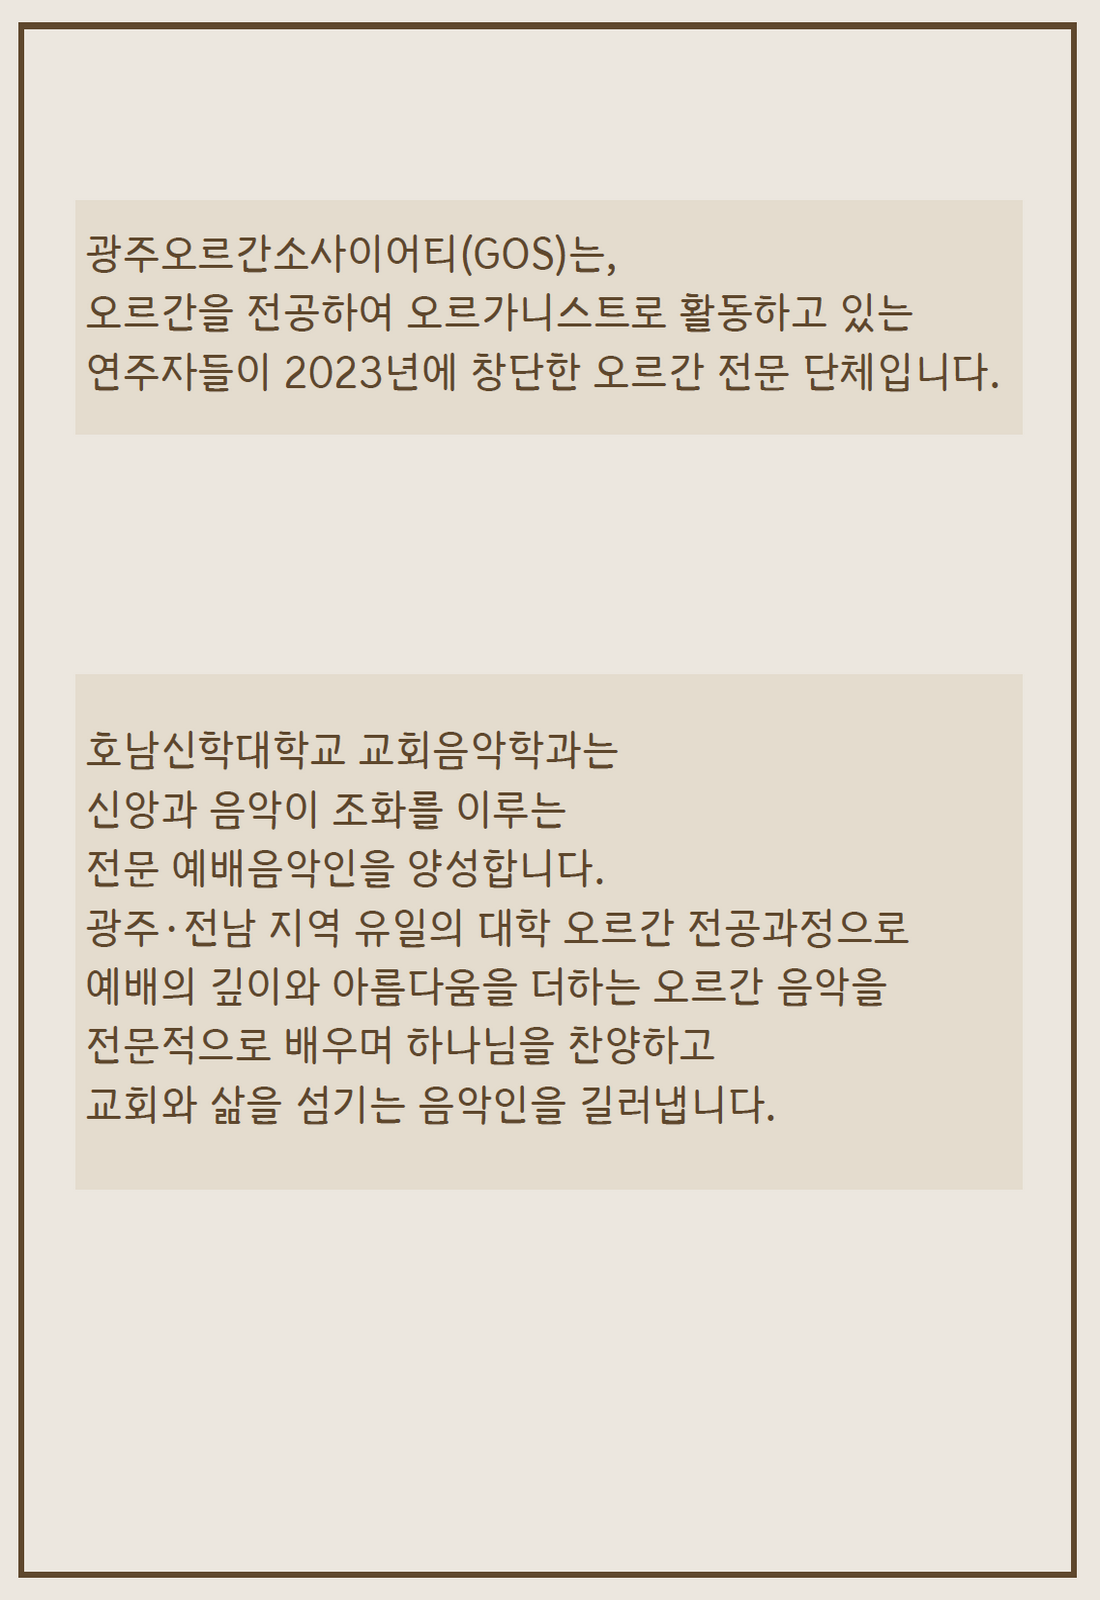 광주오르간소사이어티(GOS)는,
오르간을 전공하여 오르가니스트로 활동하고 있는
연주자들이 2023년에 창단한 오르간 전문 단체입니다.
호남신학대학교 교회음악학과는
신앙과 음악이 조화를 이루는
전문 예배음악인을 양성합니다.
광주·전남 지역 유일의 대학 오르간 전공과정으로
예배의 깊이와 아름다움을 더하는 오르간 음악을
전문적으로 배우며 하나님을 찬양하고
교회와 삶을 섬기는 음악인을 길러냅니다.